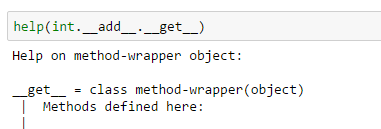 help(int.__add__.__get__)
Help on method-wrapper object:
__get__ = class method-wrapper(object)
| Methods defined here:
|